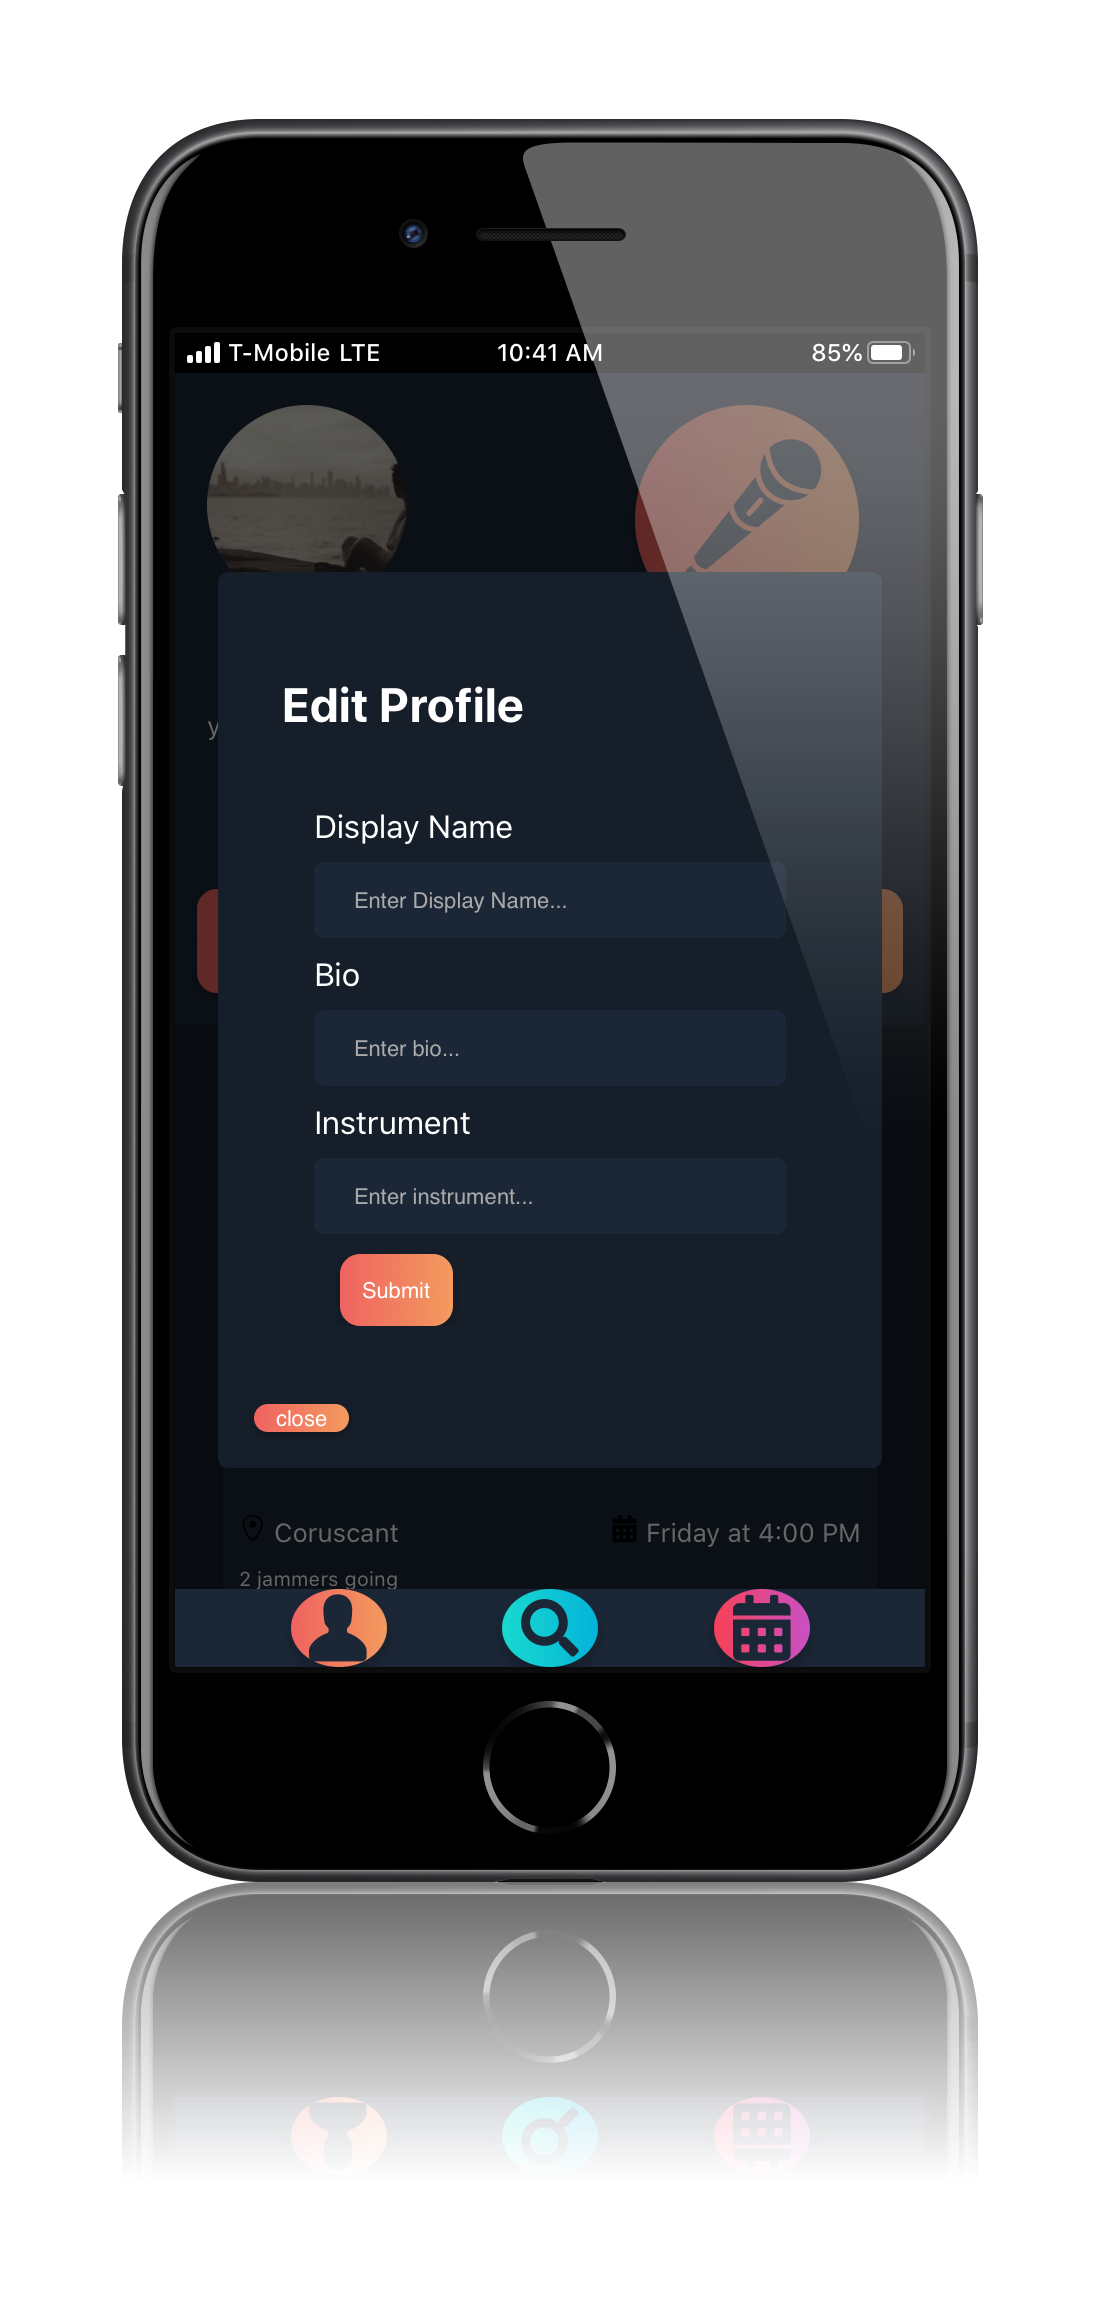 T-Mobile LTE 10:41 AM 85%
Edit Profile
Display Name
Enter Display Name...
Bio
Enter bio...
Instrument
Enter instrument...
Submit
close
Coruscant Friday at 4:00 PM
2 jammers going